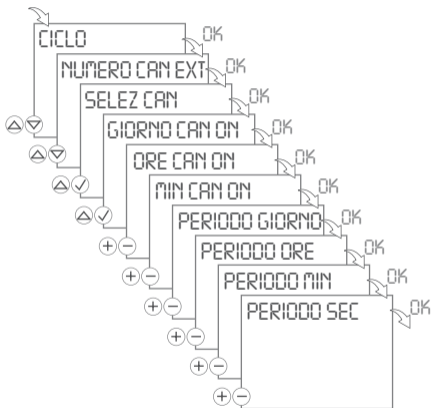 CICLO
OK
NUMERO CAN EXT
OK
SELEZ CAN
OK
GIORNO CAN ON
OK
ORE CAN ON
OK
MIN CAN ON
OK
PERIODO GIORNO
OK
PERIODO ORE
OK
PERIODO MIN
OK
PERIODO SEC
OK